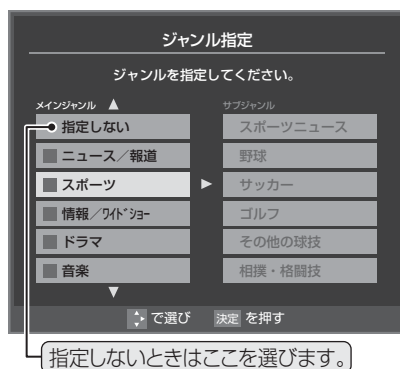 ジャンル指定
ジャンルを指定してください。
メインジャンル ▲
サブジャンル
指定しない
スポーツニュース
ニュース／報道
野球
スポーツ
▶
サッカー
情報／ワイドショー
ゴルフ
ドラマ
その他の球技
音楽
相撲・格闘技
▼
で選び 決定 を押す
指定しないときはここを選びます。